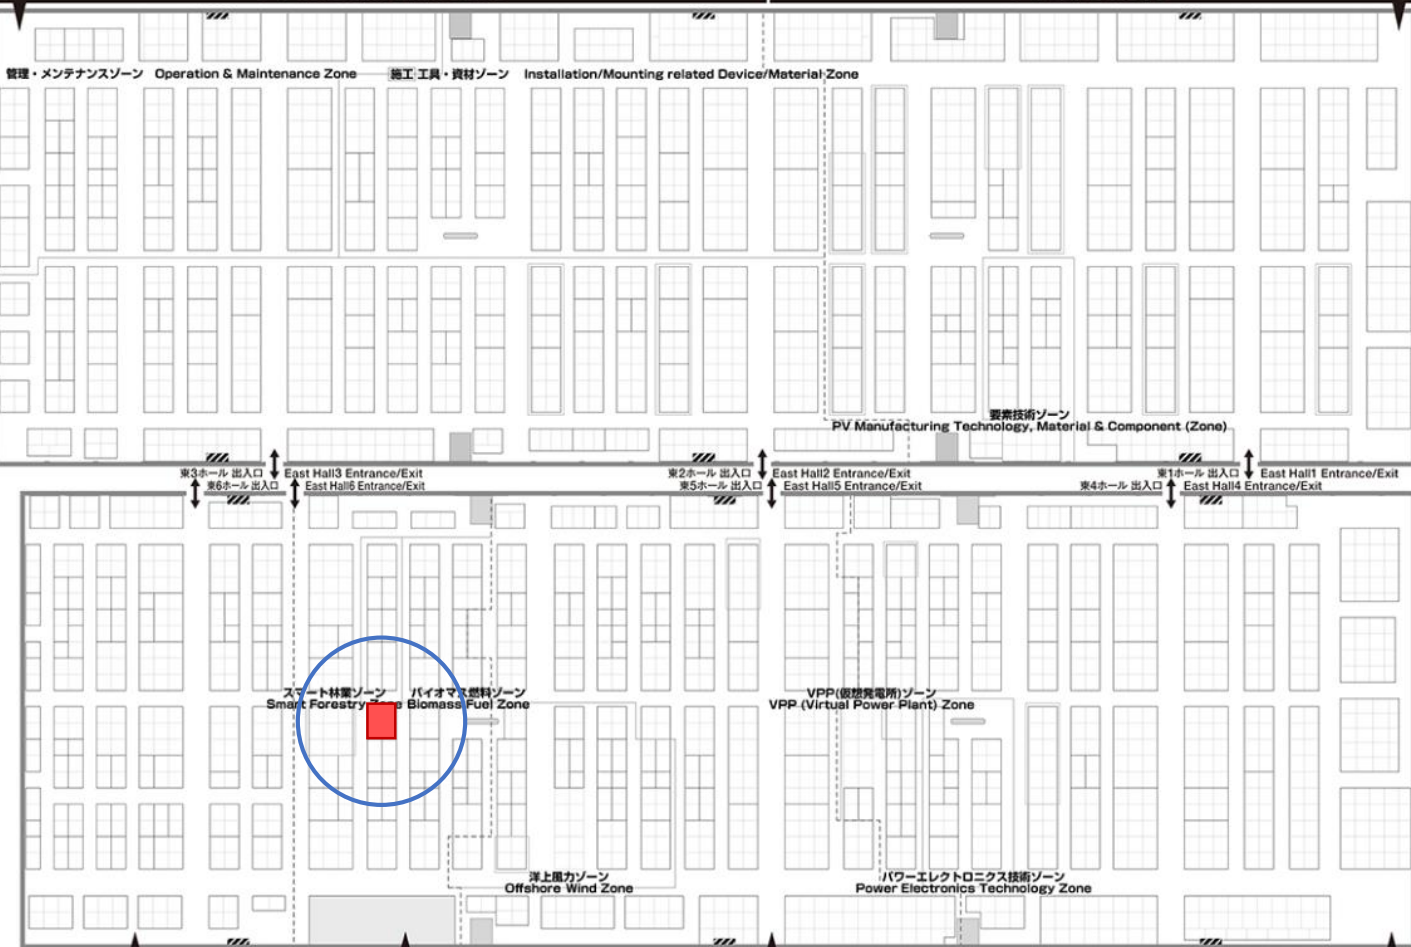 管理・メンテナンスゾーン Operation & Maintenance Zone
施工 工具・資材ゾーン Installation/Mounting related Device/Material Zone
要素技術ゾーン
PV Manufacturing Technology, Material & Component (Zone)
東3ホール 出入口 East Hall3 Entrance/Exit
東2ホール 出入口 East Hall2 Entrance/Exit
東1ホール 出入口 East Hall1 Entrance/Exit
東6ホール 出入口 East Hall6 Entrance/Exit
東5ホール 出入口 East Hall5 Entrance/Exit
東4ホール 出入口 East Hall4 Entrance/Exit
スマート林業ゾーン
Smart Forestry Zone
バイオマス燃料ゾーン
Biomass Fuel Zone
VPP(仮想発電所)ゾーン
VPP (Virtual Power Plant) Zone
洋上風力ゾーン
Offshore Wind Zone
パワーエレクトロニクス技術ゾーン
Power Electronics Technology Zone